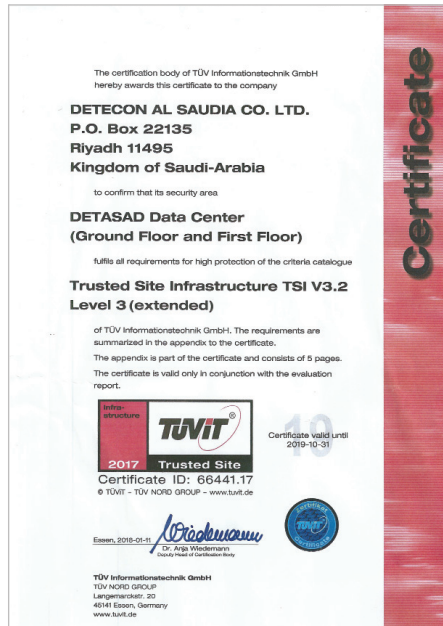 Certificate
The certification body of TÜV Informationstechnik GmbH
hereby awards this certificate to the company
DETECON AL SAUDIA CO. LTD.
P.O. Box 22135
Riyadh 11495
Kingdom of Saudi-Arabia
to confirm that its security area
DETASAD Data Center
(Ground Floor and First Floor)
fulfils all requirements for high protection of the criteria catalogue
Trusted Site Infrastructure TSI V3.2
Level 3 (extended)
of TÜV Informationstechnik GmbH. The requirements are
summarized in the appendix to the certificate.
The appendix is part of the certificate and consists of 5 pages.
The certificate is valid only in conjunction with the evaluation
report.
Infra-
structure
TÜViT®
2017 Trusted Site
Certificate ID: 66441.17
© TÜViT - TÜV NORD GROUP - www.tuvit.de
19
Certificate valid until
2019-10-31
Zertifikat
TÜViT
Certificate
Essen, 2018-01-11
Wiedemann
Dr. Anja Wiedemann
Deputy Head of Certification Body
TÜV Informationstechnik GmbH
TÜV NORD GROUP
Langemarckstr. 20
45141 Essen, Germany
www.tuvit.de